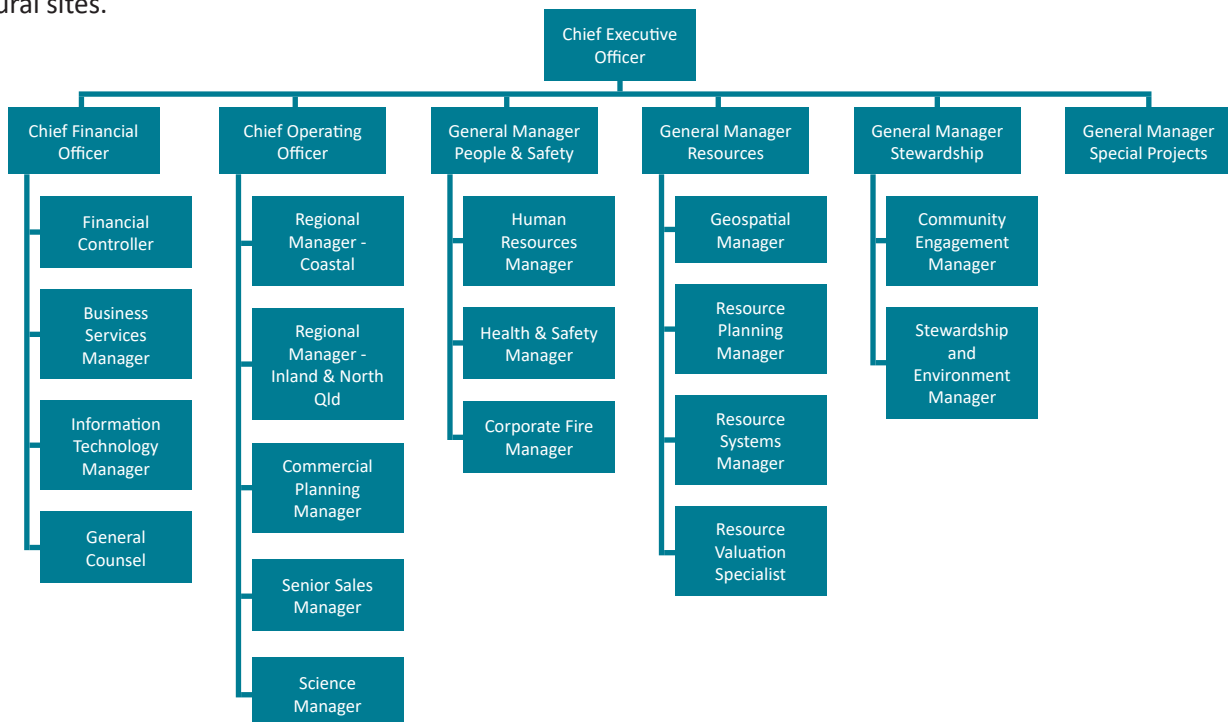 ural sites.
Chief Executive
Officer
Chief Financial
Officer
Chief Operating
Officer
General Manager
People & Safety
General Manager
Resources
General Manager
Stewardship
General Manager
Special Projects
Financial
Controller
Business
Services
Manager
Information
Technology
Manager
General
Counsel
Regional
Manager -
Coastal
Regional
Manager -
Inland & North
Qld
Commercial
Planning
Manager
Senior Sales
Manager
Science
Manager
Human
Resources
Manager
Health & Safety
Manager
Corporate Fire
Manager
Geospatial
Manager
Resource
Planning
Manager
Resource
Systems
Manager
Resource
Valuation
Specialist
Community
Engagement
Manager
Stewardship
and
Environment
Manager